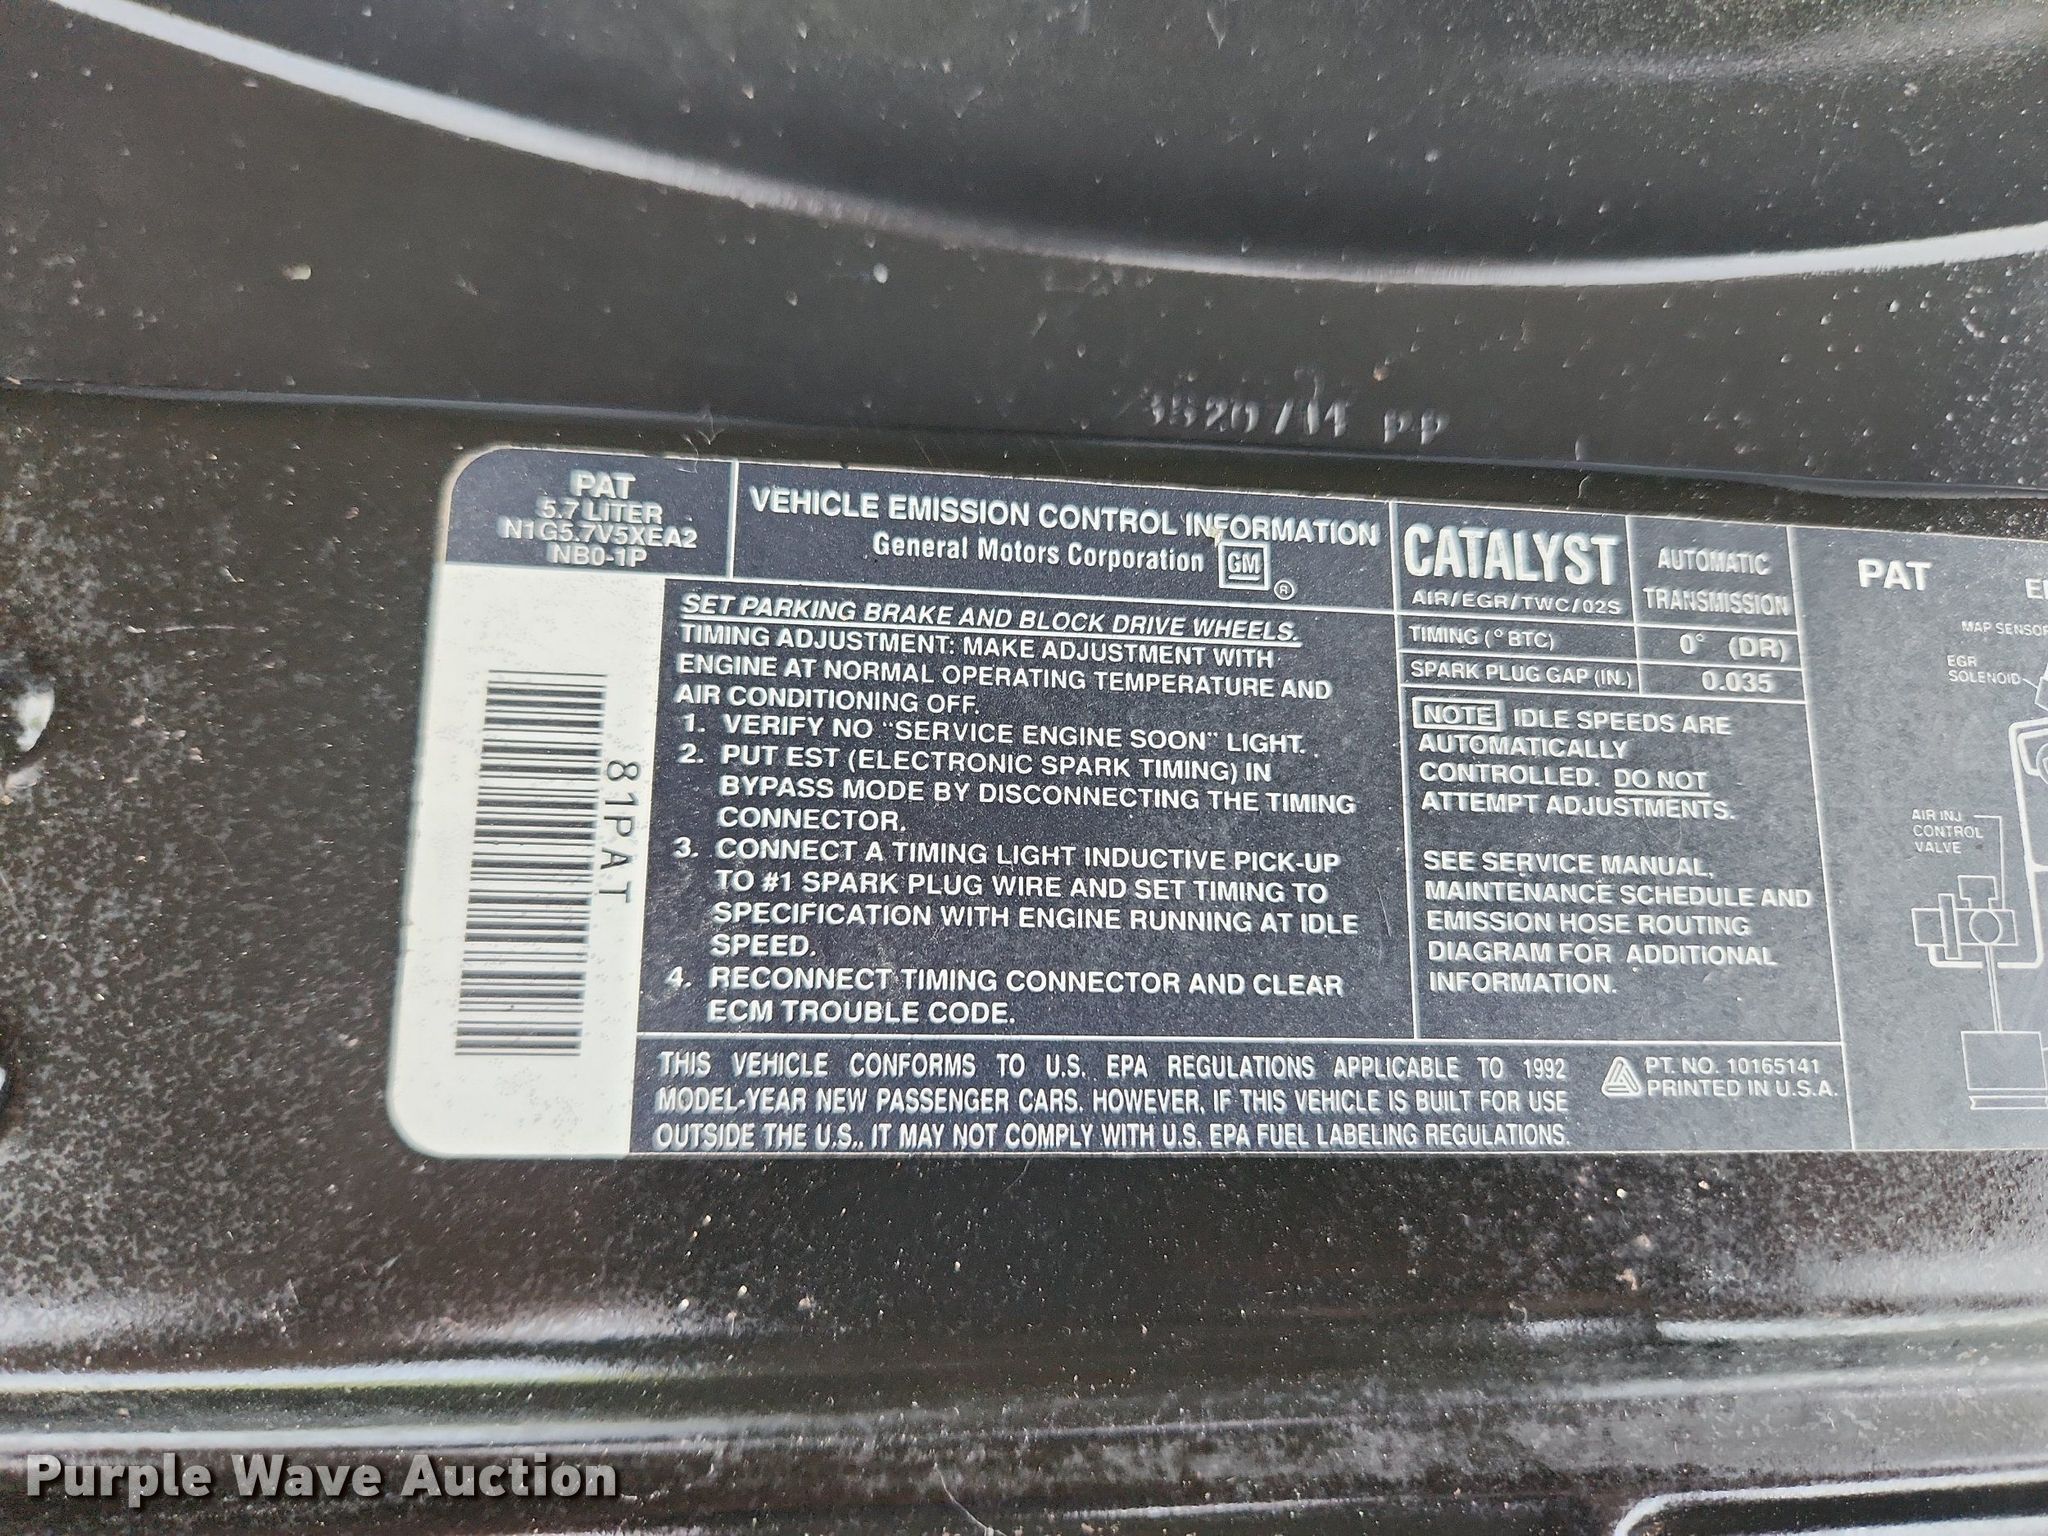 PAT
5.7 LITER
N1G5.7V5XEA2
NB0-1P
VEHICLE EMISSION CONTROL INFORMATION
General Motors Corporation GM ®
CATALYST
AIR/EGR/TWC/02S
AUTOMATIC
TRANSMISSION
TIMING (° BTC) 0° (DR)
SPARK PLUG GAP (IN.) 0.035
81PAT
SET PARKING BRAKE AND BLOCK DRIVE WHEELS.
TIMING ADJUSTMENT: MAKE ADJUSTMENT WITH
ENGINE AT NORMAL OPERATING TEMPERATURE AND
AIR CONDITIONING OFF.
1. VERIFY NO "SERVICE ENGINE SOON" LIGHT.
2. PUT EST (ELECTRONIC SPARK TIMING) IN
BYPASS MODE BY DISCONNECTING THE TIMING
CONNECTOR.
3. CONNECT A TIMING LIGHT INDUCTIVE PICK-UP
TO #1 SPARK PLUG WIRE AND SET TIMING TO
SPECIFICATION WITH ENGINE RUNNING AT IDLE
SPEED.
4. RECONNECT TIMING CONNECTOR AND CLEAR
ECM TROUBLE CODE.
NOTE IDLE SPEEDS ARE
AUTOMATICALLY
CONTROLLED. DO NOT
ATTEMPT ADJUSTMENTS.
SEE SERVICE MANUAL,
MAINTENANCE SCHEDULE AND
EMISSION HOSE ROUTING
DIAGRAM FOR ADDITIONAL
INFORMATION.
THIS VEHICLE CONFORMS TO U.S. EPA REGULATIONS APPLICABLE TO 1992
MODEL-YEAR NEW PASSENGER CARS. HOWEVER, IF THIS VEHICLE IS BUILT FOR USE
OUTSIDE THE U.S., IT MAY NOT COMPLY WITH U.S. EPA FUEL LABELING REGULATIONS.
PT. NO. 10165141
PRINTED IN U.S.A.
PAT
MAP SENSOR
EGR
SOLENOID
AIR INJ
CONTROL
VALVE
Purple Wave Auction